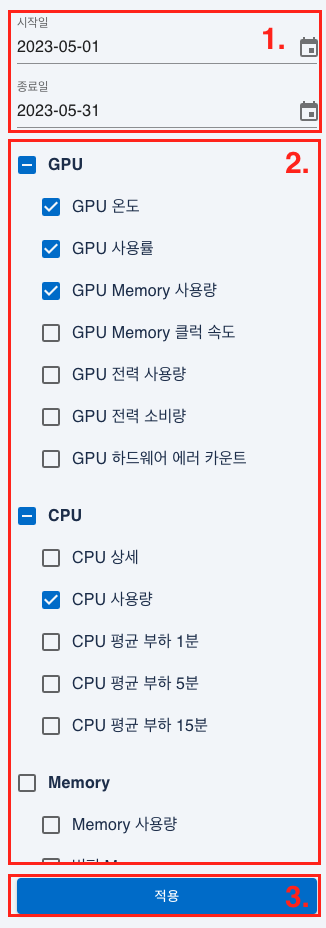 시작일
2023-05-01
1.
종료일
2023-05-31
2.
GPU
GPU 온도
GPU 사용률
GPU Memory 사용량
GPU Memory 클럭 속도
GPU 전력 사용량
GPU 전력 소비량
GPU 하드웨어 에러 카운트
CPU
CPU 상세
CPU 사용량
CPU 평균 부하 1분
CPU 평균 부하 5분
CPU 평균 부하 15분
Memory
Memory 사용량
적용
3.